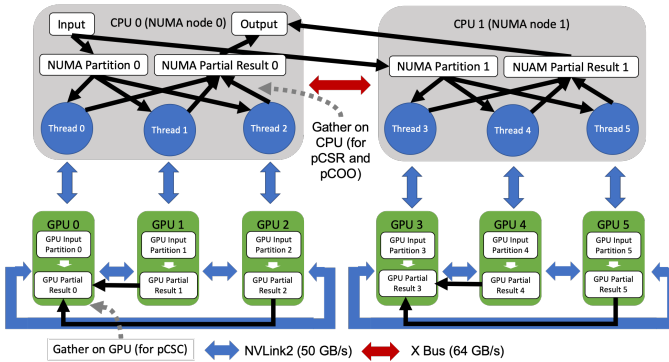 CPU 0 (NUMA node 0)
Input
Output
NUMA Partition 0
NUMA Partial Result 0
Thread 0
Thread 1
Thread 2
CPU 1 (NUMA node 1)
NUMA Partition 1
NUAM Partial Result 1
Thread 3
Thread 4
Thread 5
Gather on
CPU (for
pCSR and
pCOO)
GPU 0
GPU Input
Partition 0
GPU Partial
Result 0
GPU 1
GPU Input
Partition 1
GPU Partial
Result 1
GPU 2
GPU Input
Partition 2
GPU Partial
Result 2
GPU 3
GPU Input
Partition 3
GPU Partial
Result 3
GPU 4
GPU Input
Partition 4
GPU Partial
Result 4
GPU 5
GPU Input
Partition 5
GPU Partial
Result 5
Gather on GPU (for pCSC)
NVLink2 (50 GB/s)
X Bus (64 GB/s)